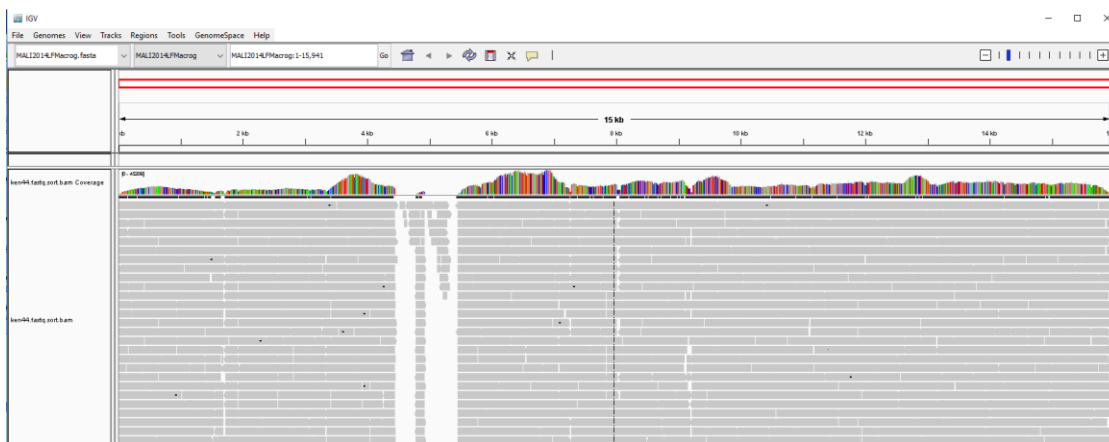 IGV
File Genomes View Tracks Regions Tools GenomeSpace Help
MALI2014LFMacrog.fasta MALI2014LFMacrog MALI2014LFMacrog:1-15,941 Go
15 kb
kb 2 kb 4 kb 6 kb 8 kb 10 kb 12 kb 14 kb
ken44.fastq.sort.bam Coverage
ken44.fastq.sort.bam